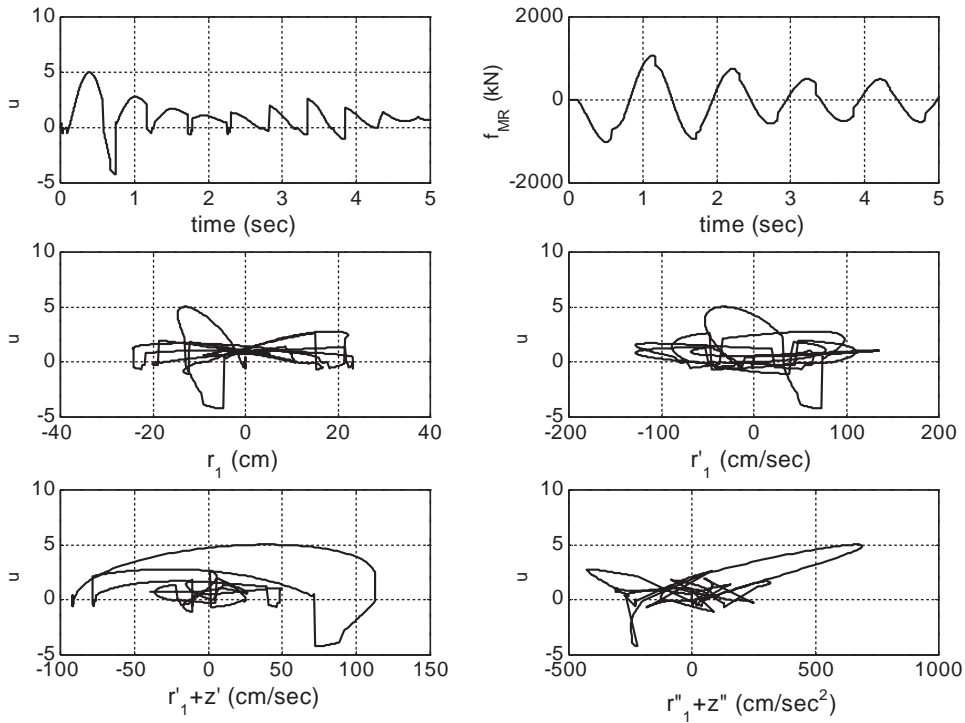 10
5
0
-5
u
0 1 2 3 4 5
time (sec)
2000
0
-2000
f_MR (kN)
0 1 2 3 4 5
time (sec)
10
5
0
-5
u
-40 -20 0 20 40
r_1 (cm)
10
5
0
-5
u
-200 -100 0 100 200
r'_1 (cm/sec)
10
5
0
-5
u
-100 -50 0 50 100 150
r'_1+z' (cm/sec)
10
5
0
-5
u
-500 0 500 1000
r"_1+z" (cm/sec²)